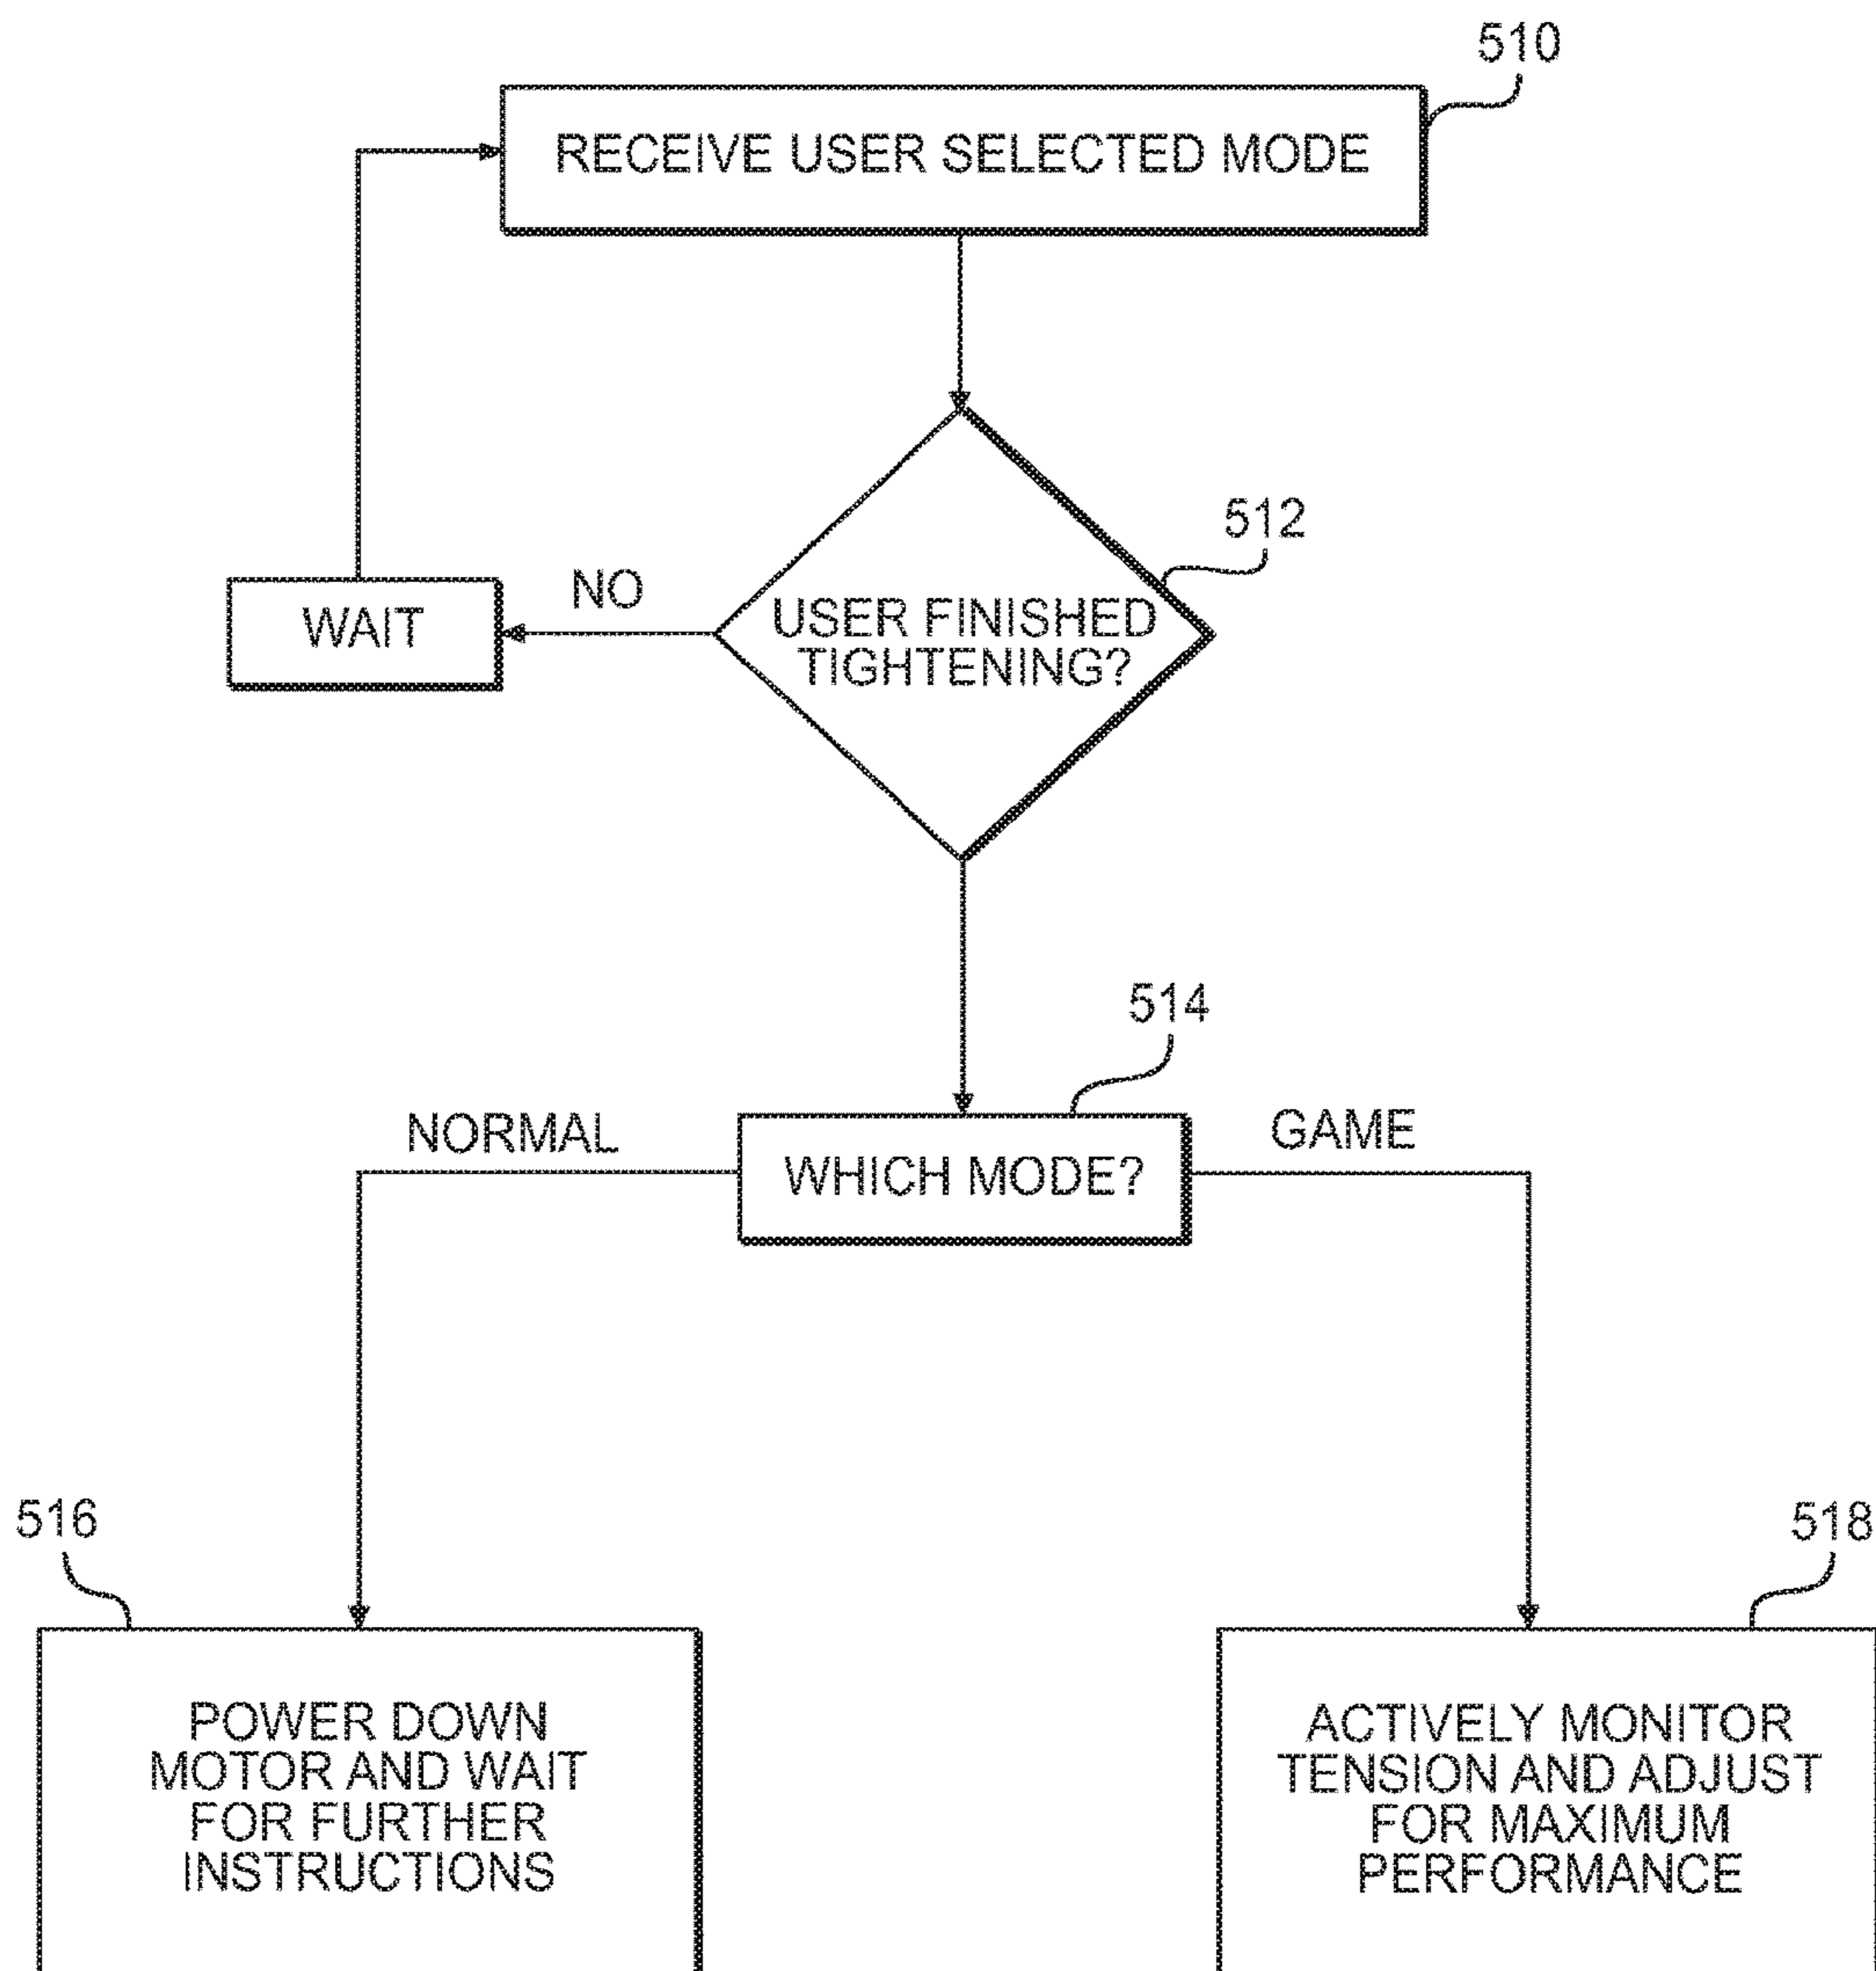 510
RECEIVE USER SELECTED MODE
512
NO
WAIT
USER FINISHED
TIGHTENING?
514
NORMAL
WHICH MODE?
GAME
516
POWER DOWN
MOTOR AND WAIT
FOR FURTHER
INSTRUCTIONS
518
ACTIVELY MONITOR
TENSION AND ADJUST
FOR MAXIMUM
PERFORMANCE